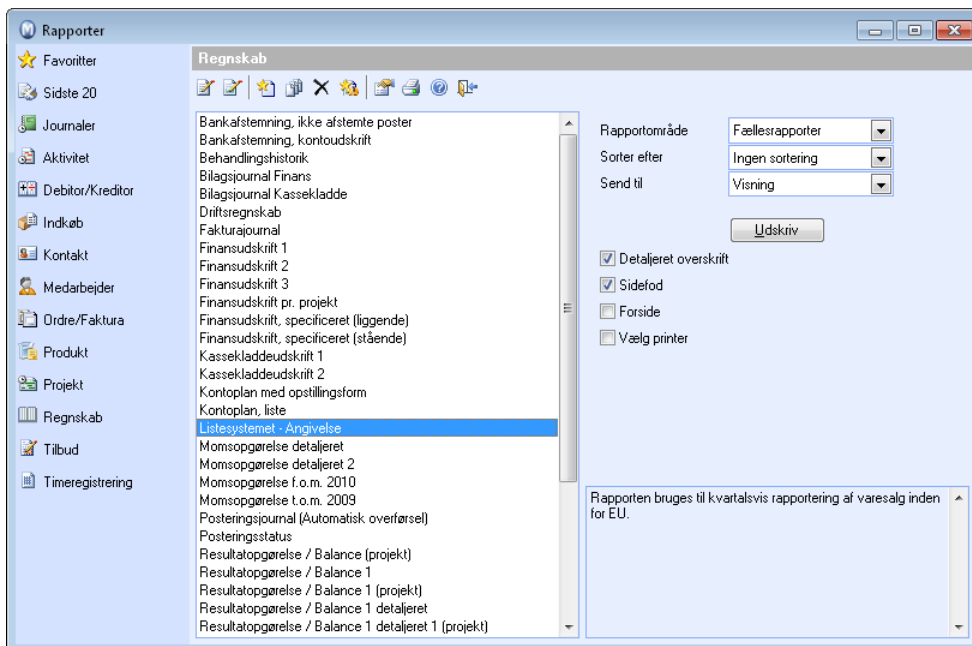 Rapporter
Favoritter
Sidste 20
Journaler
Aktivitet
Debitor/Kreditor
Indkøb
Kontakt
Medarbejder
Ordre/Faktura
Produkt
Projekt
Regnskab
Tilbud
Timeregistrering
Regnskab
Bankafstemning, ikke afstemte poster
Bankafstemning, kontoudskrift
Behandlingshistorik
Bilagsjournal Finans
Bilagsjournal Kassekladde
Driftsregnskab
Fakturajournal
Finansudskrift 1
Finansudskrift 2
Finansudskrift 3
Finansudskrift pr. projekt
Finansudskrift, specificeret (liggende)
Finansudskrift, specificeret (stående)
Kassekladdeudskrift 1
Kassekladdeudskrift 2
Kontoplan med opstillingsform
Kontoplan, liste
Listesystemet - Angivelse
Momsopgørelse detaljeret
Momsopgørelse detaljeret 2
Momsopgørelse f.o.m. 2010
Momsopgørelse t.o.m. 2009
Posteringsjournal (Automatisk overførsel)
Posteringsstatus
Resultatopgørelse / Balance (projekt)
Resultatopgørelse / Balance 1
Resultatopgørelse / Balance 1 (projekt)
Resultatopgørelse / Balance 1 detaljeret
Resultatopgørelse / Balance 1 detaljeret 1 (projekt)
Rapportområde Fællesrapporter
Sorter efter Ingen sortering
Send til Visning
Udskriv
Detaljeret overskrift
Sidefod
Forside
Vælg printer
Rapporten bruges til kvartalsvis rapportering af varesalg inden
for EU.